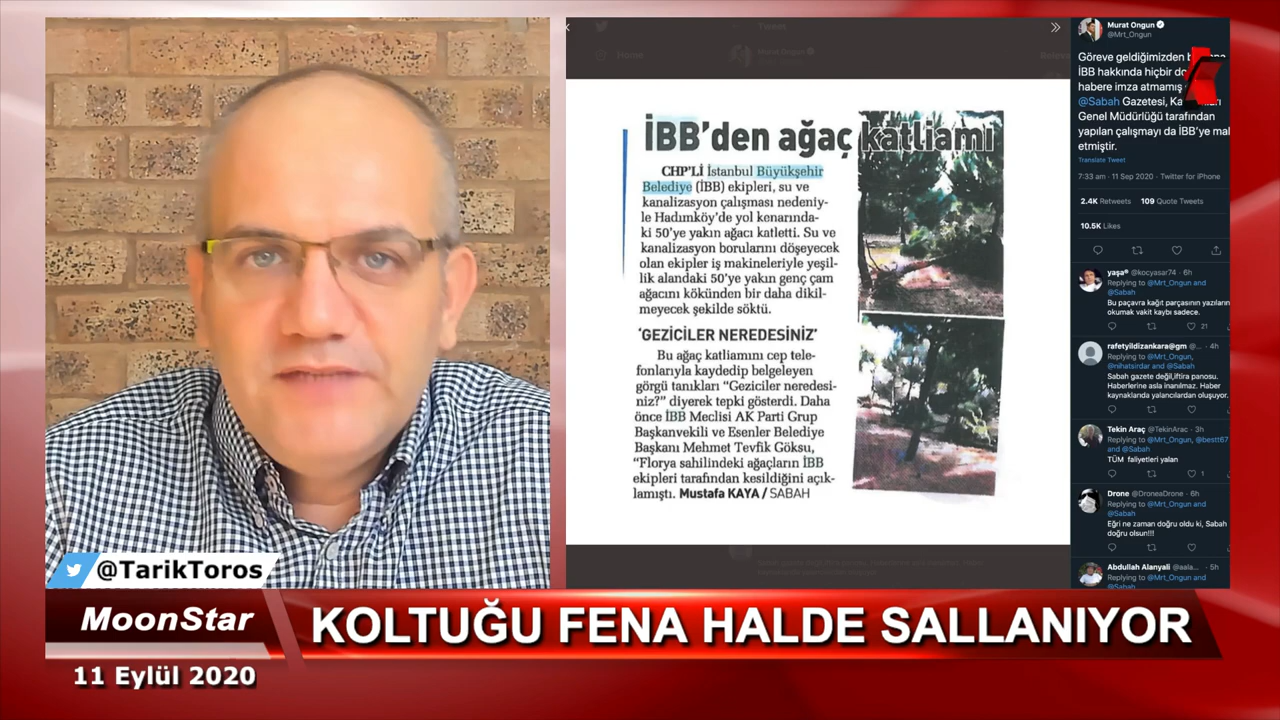 @TarikToros
MoonStar
11 Eylül 2020
KOLTUĞU FENA HALDE SALLANIYOR
Tweet
Home
Murat Ongun
İBB'den ağaç katliamı
CHP'Lİ İstanbul Büyükşehir
Belediye (İBB) ekipleri, su ve
kanalizasyon çalışması nedeniy-
le Hadımköy'de yol kenarında-
ki 50'ye yakın ağacı katletti. Su ve
kanalizasyon borularını döşeyecek
olan ekipler iş makineleriyle yeşil-
lik alandaki 50'ye yakın genç çam
ağacını kökünden bir daha dikil-
meyecek şekilde söktü.
'GEZİCİLER NEREDESİNİZ'
Bu ağaç katliamını cep tele-
fonlarıyla kaydedip belgeleyen
görgü tanıkları “Geziciler neredesi-
niz?” diyerek tepki gösterdi. Daha
önce İBB Meclisi AK Parti Grup
Başkanvekili ve Esenler Belediye
Başkanı Mehmet Tevfik Göksu,
“Florya sahilindeki ağaçların İBB
ekipleri tarafından kesildiğini açık-
lamıştı. Mustafa KAYA / SABAH
Murat Ongun
@Mrt_Ongun
Göreve geldiğimizden
İBB hakkında hiçbir
habere imza atmamış
@Sabah Gazetesi,
Genel Müdürlüğü tarafından
yapılan çalışmayı da İBB'ye mal
etmiştir.
Translate Tweet
7:33 am · 11 Sep 2020 · Twitter for iPhone
2.4K Retweets 109 Quote Tweets
10.5K Likes
yaşa® @kocyasar74 · 6h
Replying to @Mrt_Ongun and
@Sabah
Bu paçavra kağıt parçasının yazıların
okumak vakit kaybı sadece.
21
rafetyildizankara@gm @... · 4h
Replying to @Mrt_Ongun,
@nihatsirdar and @Sabah
Sabah gazete değil,iftira panosu.
Haberlerine asla inanılmaz. Haber
kaynaklarıda yalancılardan oluşuyor.
Tekin Araç @TekinArac · 3h
Replying to @Mrt_Ongun, @bestt67
and @Sabah
TÜM faliyetleri yalan
1
Drone @DroneaDrone · 6h
Replying to @Mrt_Ongun and
@Sabah
Eğri ne zaman doğru oldu ki, Sabah
doğru olsun!!!
Abdullah Alanyali @aala... · 5h
Replying to @Mrt_Ongun and
@Sabah